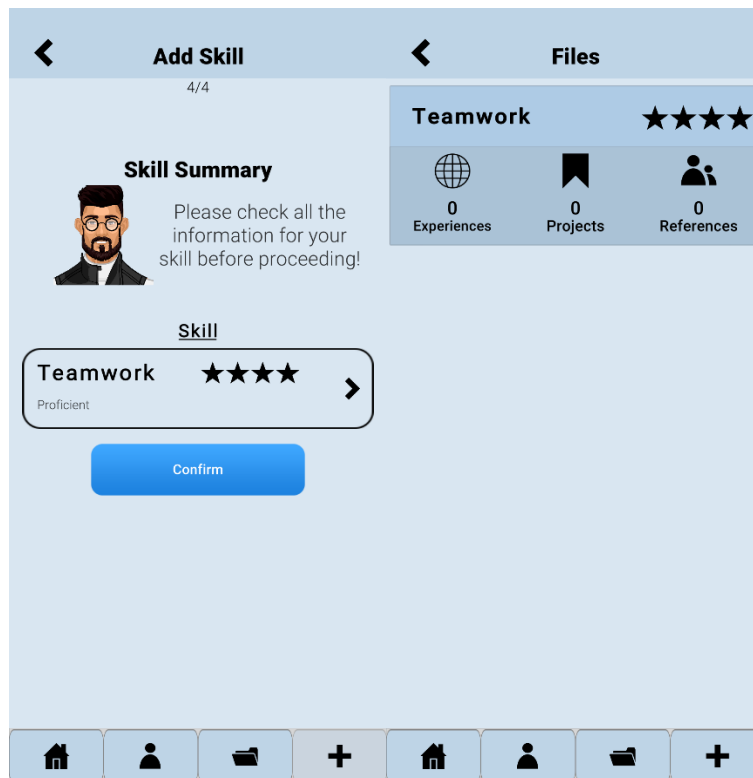 Add Skill
4/4
Skill Summary
Please check all the
information for your
skill before proceeding!
Skill
Teamwork ★★★★
Proficient
Confirm
Files
Teamwork ★★★★
0 0 0
Experiences Projects References